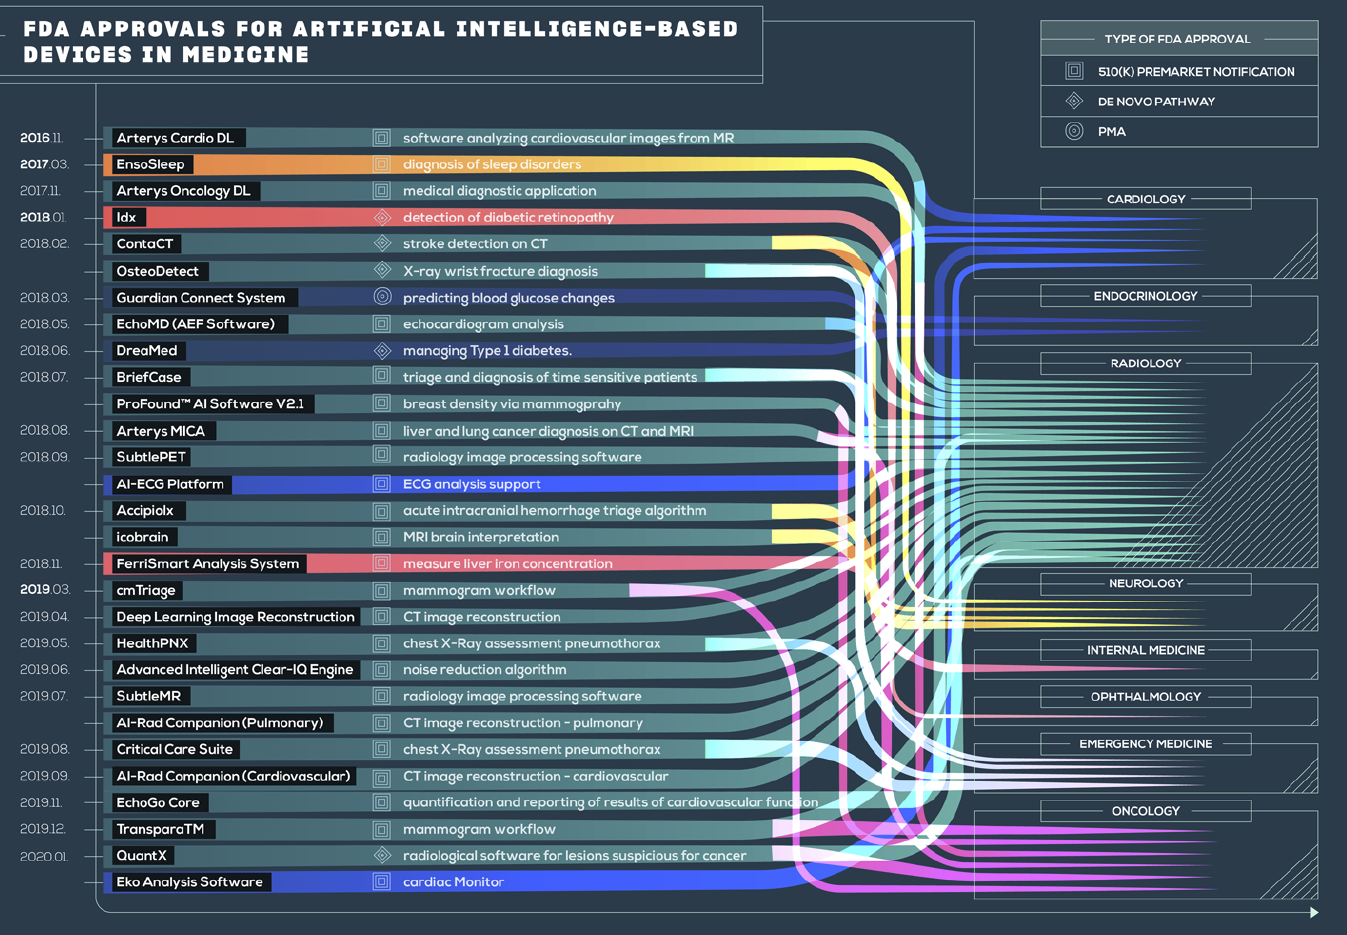 FDA APPROVALS FOR ARTIFICIAL INTELLIGENCE-BASED
DEVICES IN MEDICINE
TYPE OF FDA APPROVAL
510(K) PREMARKET NOTIFICATION
DE NOVO PATHWAY
PMA
2016.11. Arterys Cardio DL software analyzing cardiovascular images from MR
2017.03. EnsoSleep diagnosis of sleep disorders
2017.11. Arterys Oncology DL medical diagnostic application
2018.01. Idx detection of diabetic retinopathy
2018.02. ContaCT stroke detection on CT
OsteoDetect X-ray wrist fracture diagnosis
2018.03. Guardian Connect System predicting blood glucose changes
2018.05. EchoMD (AEF Software) echocardiogram analysis
2018.06. DreaMed managing Type 1 diabetes.
2018.07. BriefCase triage and diagnosis of time sensitive patients
ProFound™ AI Software V2.1 breast density via mammogprahy
2018.08. Arterys MICA liver and lung cancer diagnosis on CT and MRI
2018.09. SubtlePET radiology image processing software
AI-ECG Platform ECG analysis support
2018.10. Accipiolx acute intracranial hemorrhage triage algorithm
icobrain MRI brain interpretation
2018.11. FerriSmart Analysis System measure liver iron concentration
2019.03. cmTriage mammogram workflow
2019.04. Deep Learning Image Reconstruction CT image reconstruction
2019.05. HealthPNX chest X-Ray assessment pneumothorax
2019.06. Advanced Intelligent Clear-IQ Engine noise reduction algorithm
2019.07. SubtleMR radiology image processing software
AI-Rad Companion (Pulmonary) CT image reconstruction - pulmonary
2019.08. Critical Care Suite chest X-Ray assessment pneumothorax
2019.09. AI-Rad Companion (Cardiovascular) CT image reconstruction - cardiovascular
2019.11. EchoGo Core quantification and reporting of results of cardiovascular function
2019.12. TransparaTM mammogram workflow
2020.01. QuantX radiological software for lesions suspicious for cancer
Eko Analysis Software cardiac Monitor
CARDIOLOGY
ENDOCRINOLOGY
RADIOLOGY
NEUROLOGY
INTERNAL MEDICINE
OPHTHALMOLOGY
EMERGENCY MEDICINE
ONCOLOGY